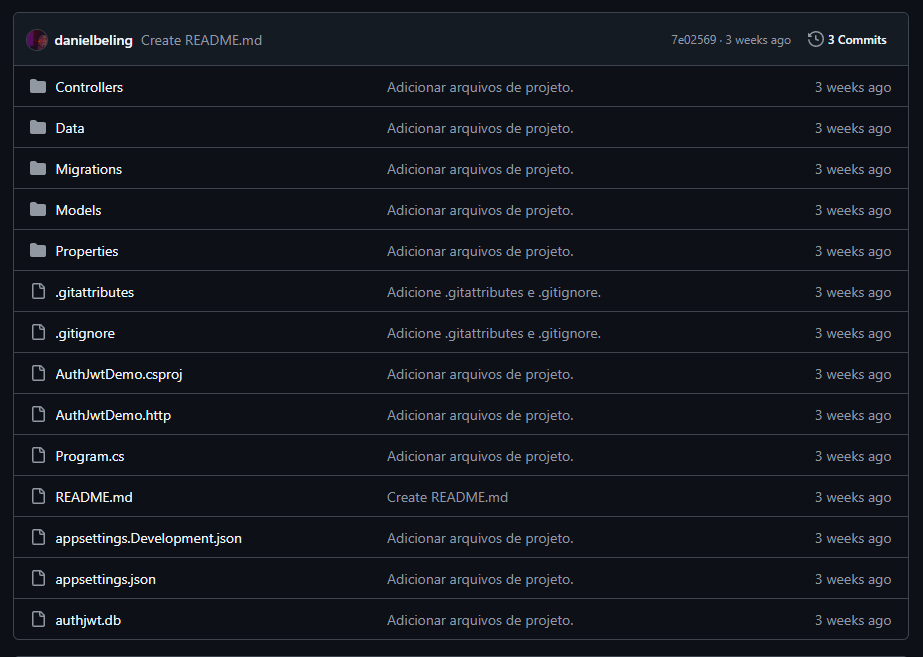 danielbeling Create README.md 7e02569 · 3 weeks ago 3 Commits
Controllers Adicionar arquivos de projeto. 3 weeks ago
Data Adicionar arquivos de projeto. 3 weeks ago
Migrations Adicionar arquivos de projeto. 3 weeks ago
Models Adicionar arquivos de projeto. 3 weeks ago
Properties Adicionar arquivos de projeto. 3 weeks ago
.gitattributes Adicione .gitattributes e .gitignore. 3 weeks ago
.gitignore Adicione .gitattributes e .gitignore. 3 weeks ago
AuthJwtDemo.csproj Adicionar arquivos de projeto. 3 weeks ago
AuthJwtDemo.http Adicionar arquivos de projeto. 3 weeks ago
Program.cs Adicionar arquivos de projeto. 3 weeks ago
README.md Create README.md 3 weeks ago
appsettings.Development.json Adicionar arquivos de projeto. 3 weeks ago
appsettings.json Adicionar arquivos de projeto. 3 weeks ago
authjwt.db Adicionar arquivos de projeto. 3 weeks ago